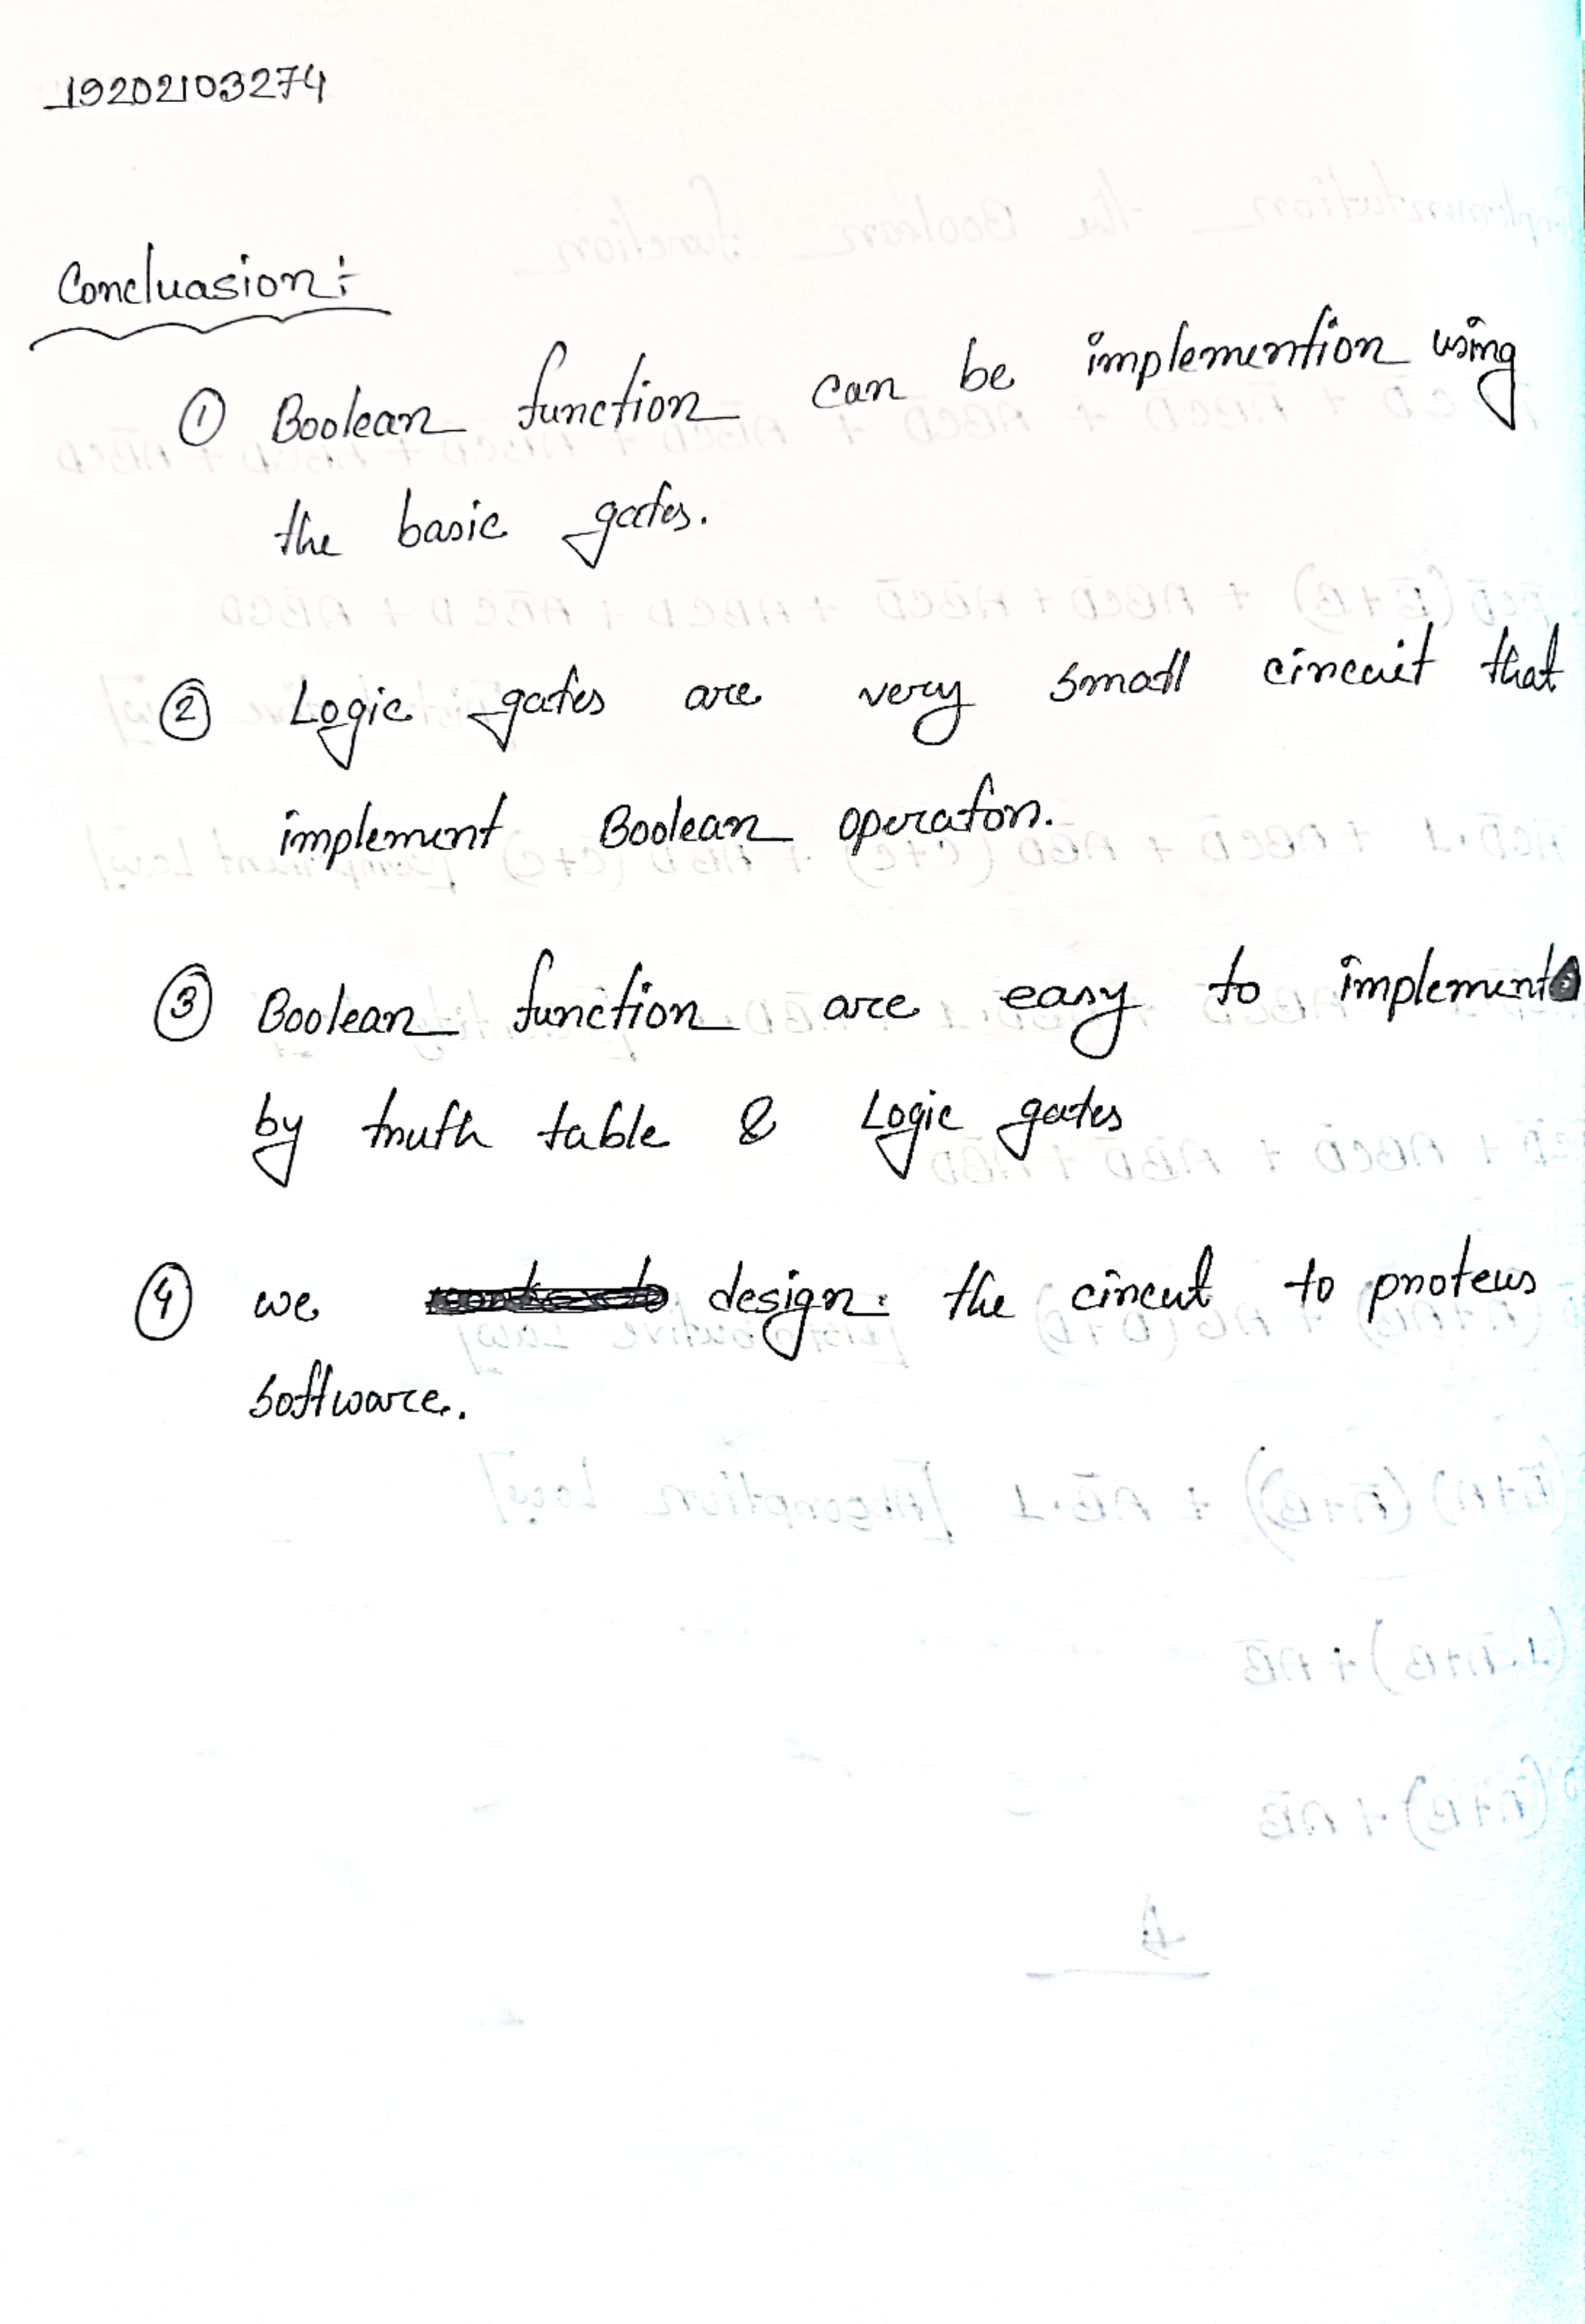 19202103274
Concluasion:
① Boolean function can be implemention using
the basic gates.
② Logic gates are very small circuit that
implement Boolean operator.
③ Boolean function are easy to implement
by truth table & Logic gates
④ we design the circut to proteus
software.